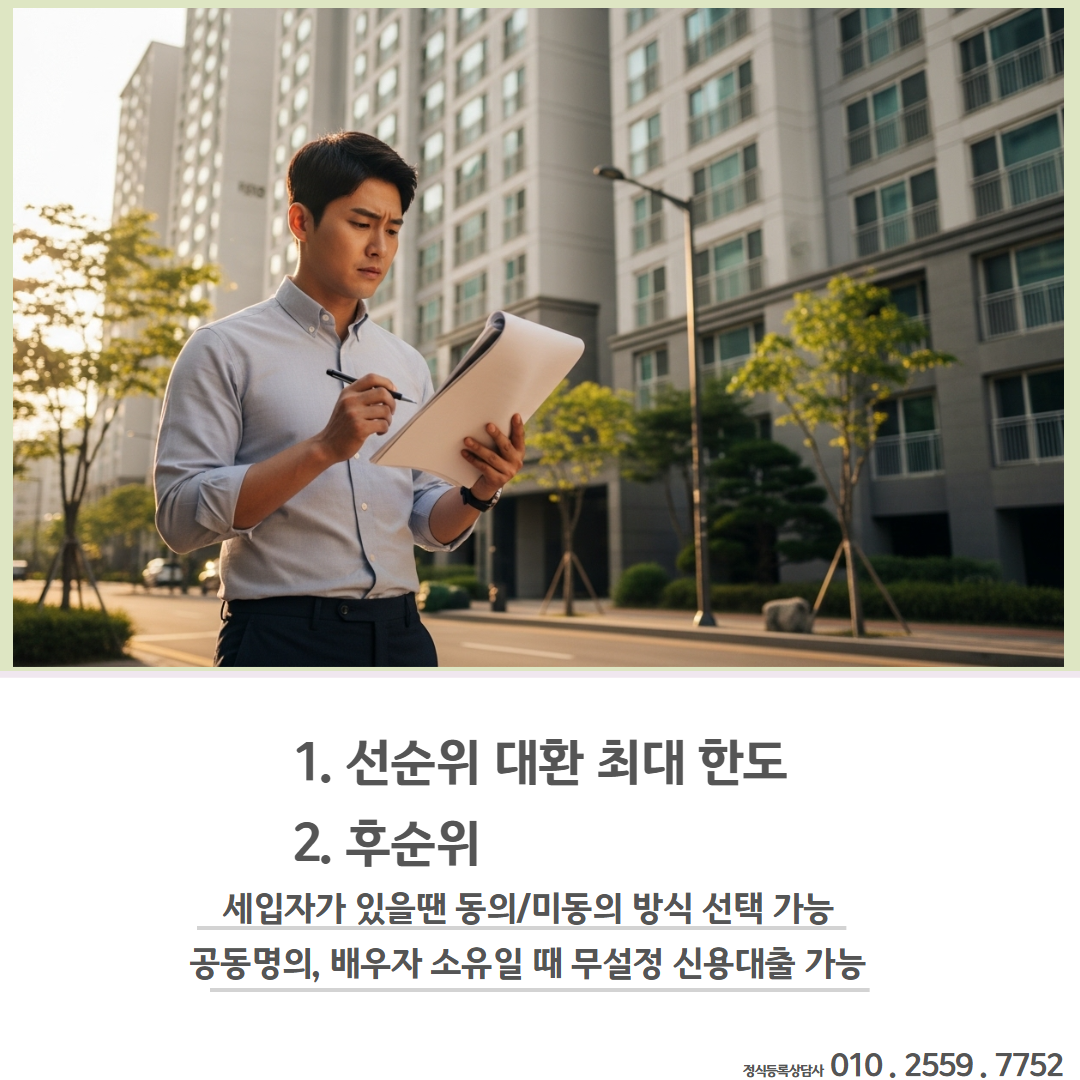 1. 선순위 대환 최대 한도
2. 후순위
세입자가 있을땐 동의/미동의 방식 선택 가능
공동명의, 배우자 소유일 때 무설정 신용대출 가능
정식등록상담사 010 . 2559 . 7752